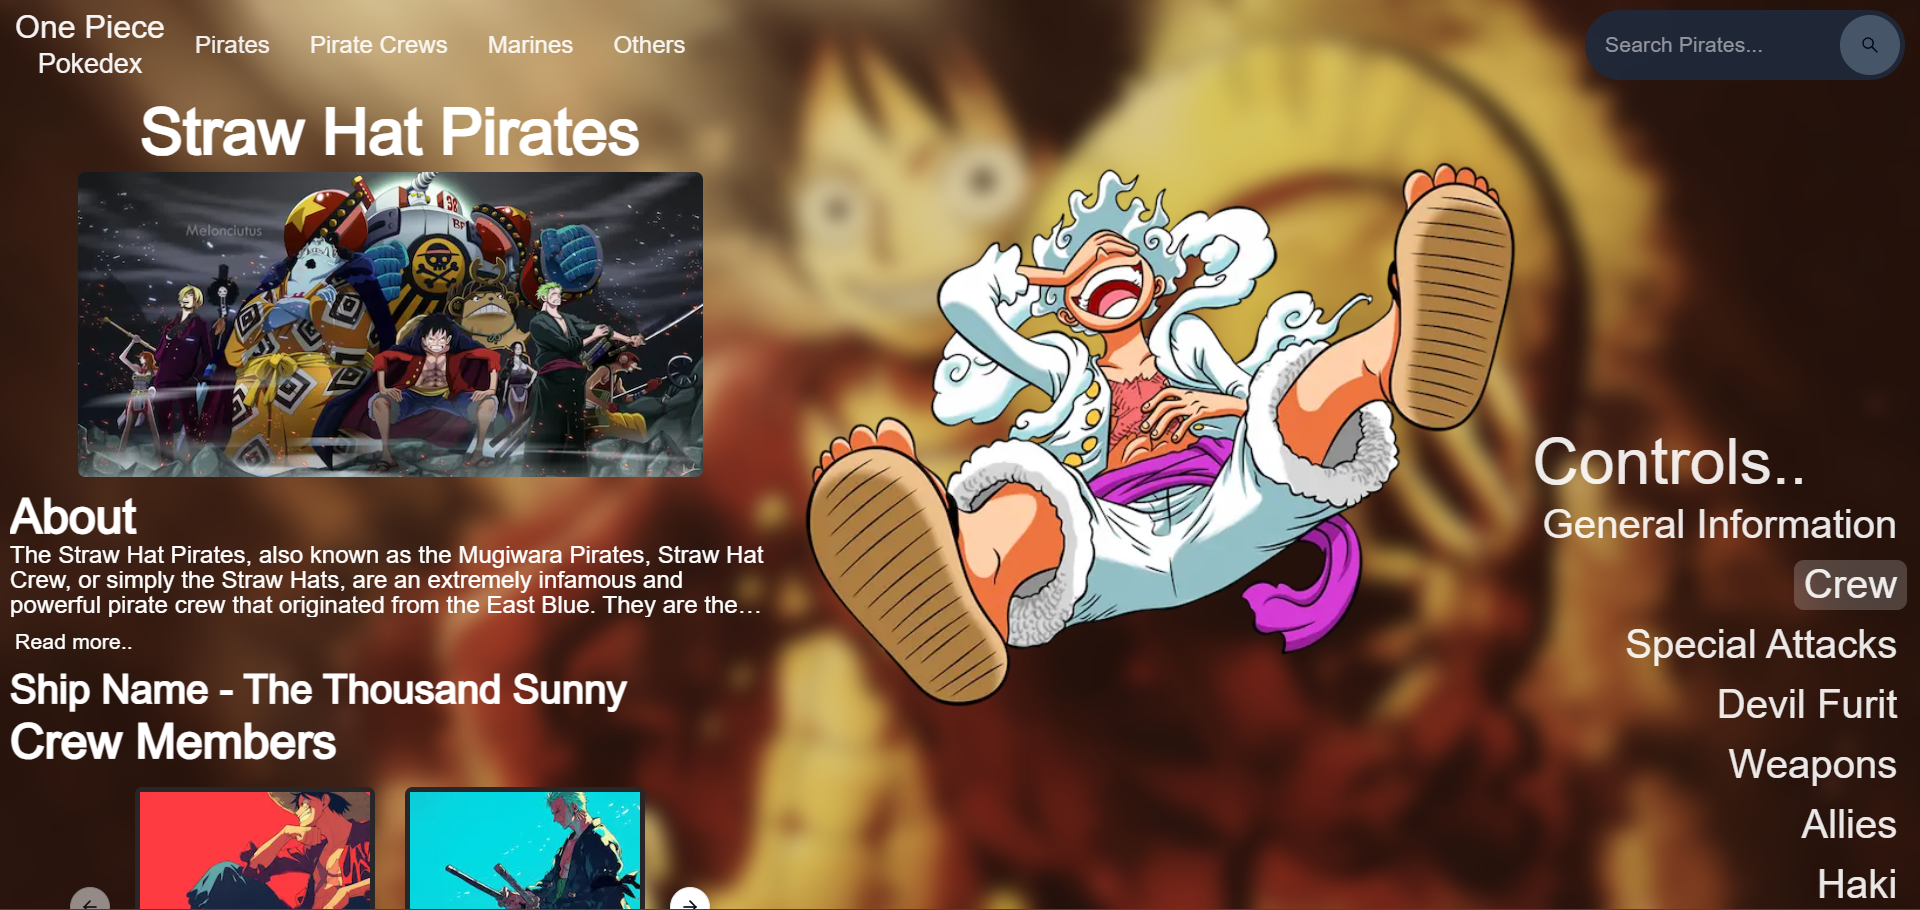 One Piece
Pokedex
Pirates
Pirate Crews
Marines
Others
Search Pirates...
Straw Hat Pirates
Melonciutus
38
BF
About
The Straw Hat Pirates, also known as the Mugiwara Pirates, Straw Hat
Crew, or simply the Straw Hats, are an extremely infamous and
powerful pirate crew that originated from the East Blue. They are the...
Read more..
Ship Name - The Thousand Sunny
Crew Members
Controls..
General Information
Crew
Special Attacks
Devil Furit
Weapons
Allies
Haki